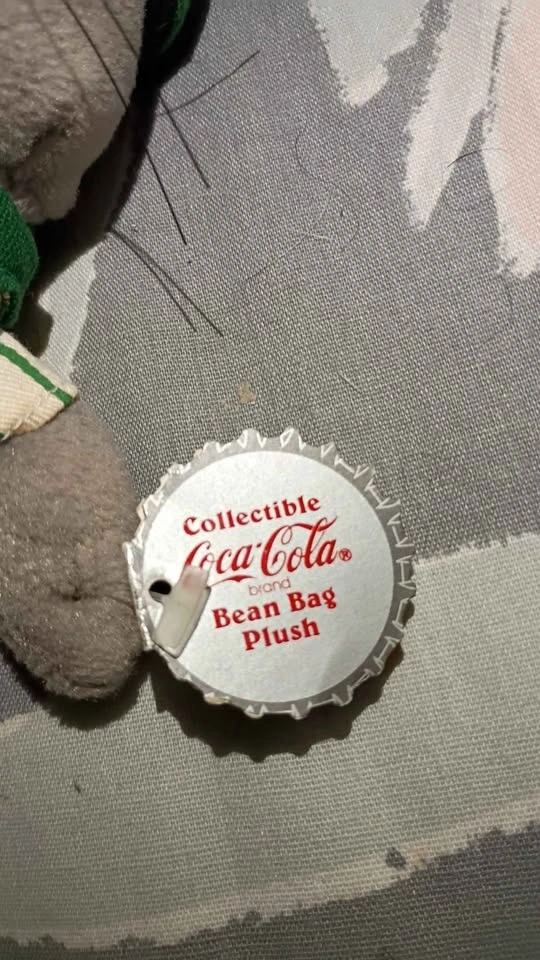 Collectible
Coca-Cola®
brand
Bean Bag
Plush